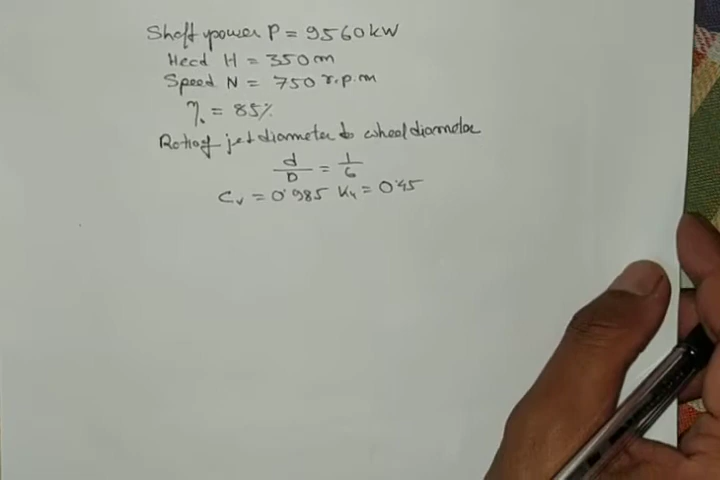 Shaft power P = 9560 kW
Head H = 350 m
Speed N = 750 r.p.m
η₀ = 85%
Ratio of jet diameter to wheel diameter
d/D = 1/6
Cv = 0.985 Ku = 0.45